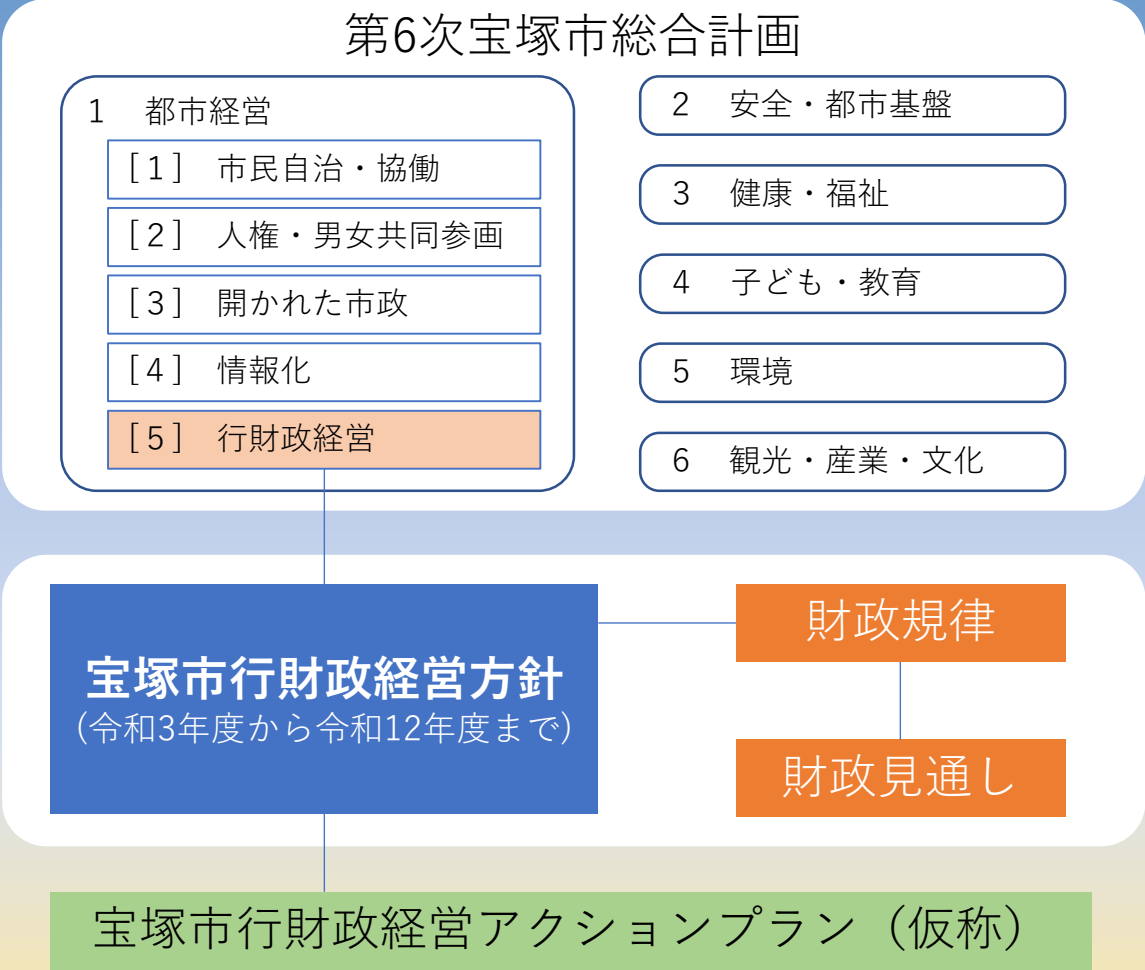 第6次宝塚市総合計画
1 都市経営
[1] 市民自治・協働
[2] 人権・男女共同参画
[3] 開かれた市政
[4] 情報化
[5] 行財政経営
2 安全・都市基盤
3 健康・福祉
4 子ども・教育
5 環境
6 観光・産業・文化
宝塚市行財政経営方針
(令和3年度から令和12年度まで)
財政規律
財政見通し
宝塚市行財政経営アクションプラン（仮称）